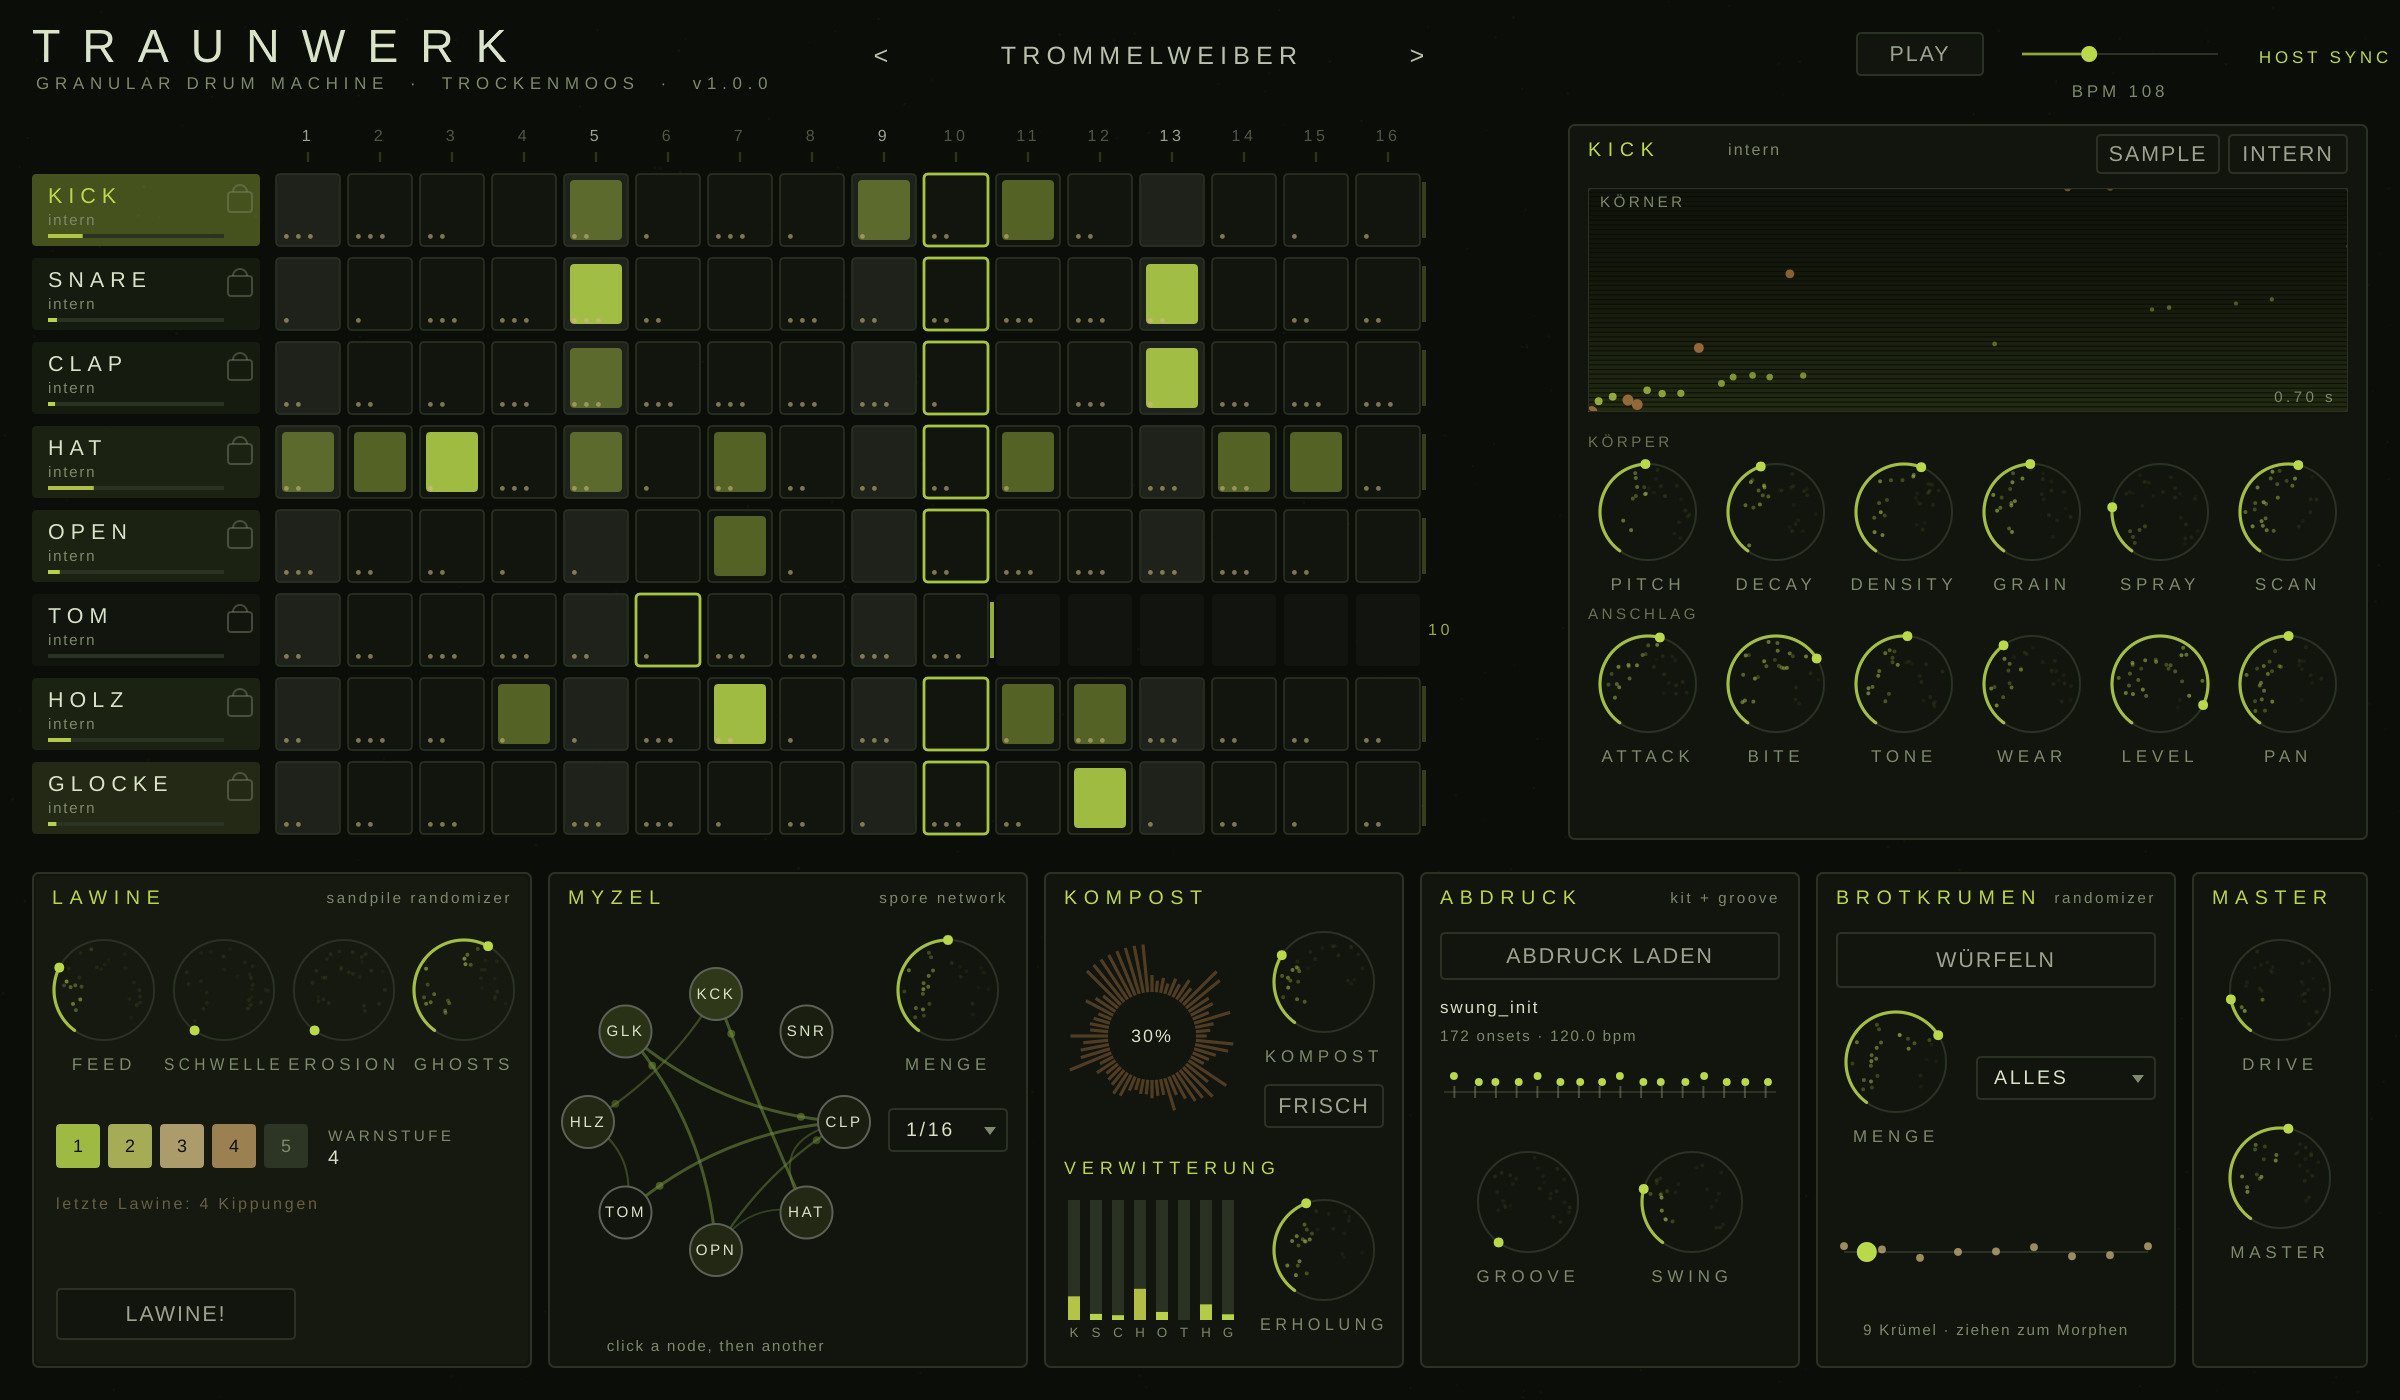 TRAUNWERK
GRANULAR DRUM MACHINE · TROCKENMOOS · v1.0.0
< TROMMELWEIBER >
PLAY
BPM 108
HOST SYNC
1 2 3 4 5 6 7 8 9 10 11 12 13 14 15 16
KICK
intern
SNARE
intern
CLAP
intern
HAT
intern
OPEN
intern
TOM
intern
10
HOLZ
intern
GLOCKE
intern
KICK intern SAMPLE INTERN
KÖRNER
0.70 s
KÖRPER
PITCH DECAY DENSITY GRAIN SPRAY SCAN
ANSCHLAG
ATTACK BITE TONE WEAR LEVEL PAN
LAWINE sandpile randomizer
FEED SCHWELLE EROSION GHOSTS
1 2 3 4 5
WARNSTUFE
4
letzte Lawine: 4 Kippungen
LAWINE!
MYZEL spore network
KCK
GLK
SNR
HLZ
CLP
TOM
HAT
OPN
MENGE
1/16
click a node, then another
KOMPOST
30%
KOMPOST
FRISCH
VERWITTERUNG
K S C H O T H G
ERHOLUNG
ABDRUCK kit + groove
ABDRUCK LADEN
swung_init
172 onsets · 120.0 bpm
GROOVE SWING
BROTKRUMEN randomizer
WÜRFELN
MENGE
ALLES
9 Krümel · ziehen zum Morphen
MASTER
DRIVE
MASTER